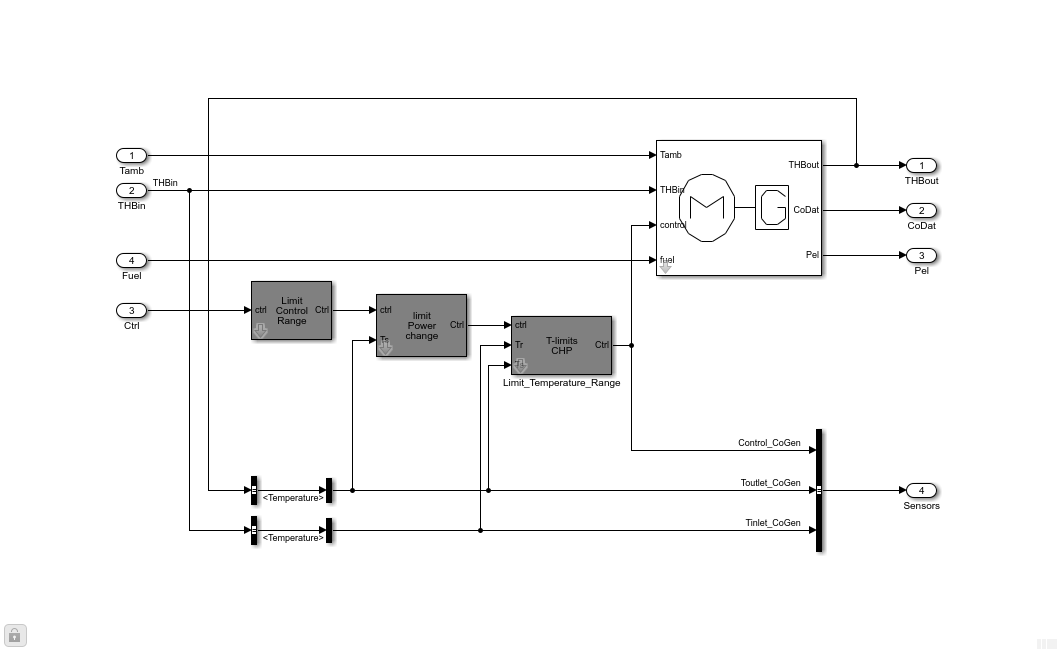 1
Tamb
2
THBin
THBin
4
Fuel
3
Ctrl
ctrl
Limit
Control
Range
Ctrl
ctrl
limit
Power
change
Ctrl
ctrl
Tr
T-limits
CHP
Ctrl
Limit_Temperature_Range
Tamb
THBin
control
fuel
M
G
THBout
CoDat
Pel
1
THBout
2
CoDat
3
Pel
<Temperature>
<Temperature>
Control_CoGen
Toutlet_CoGen
Tinlet_CoGen
4
Sensors